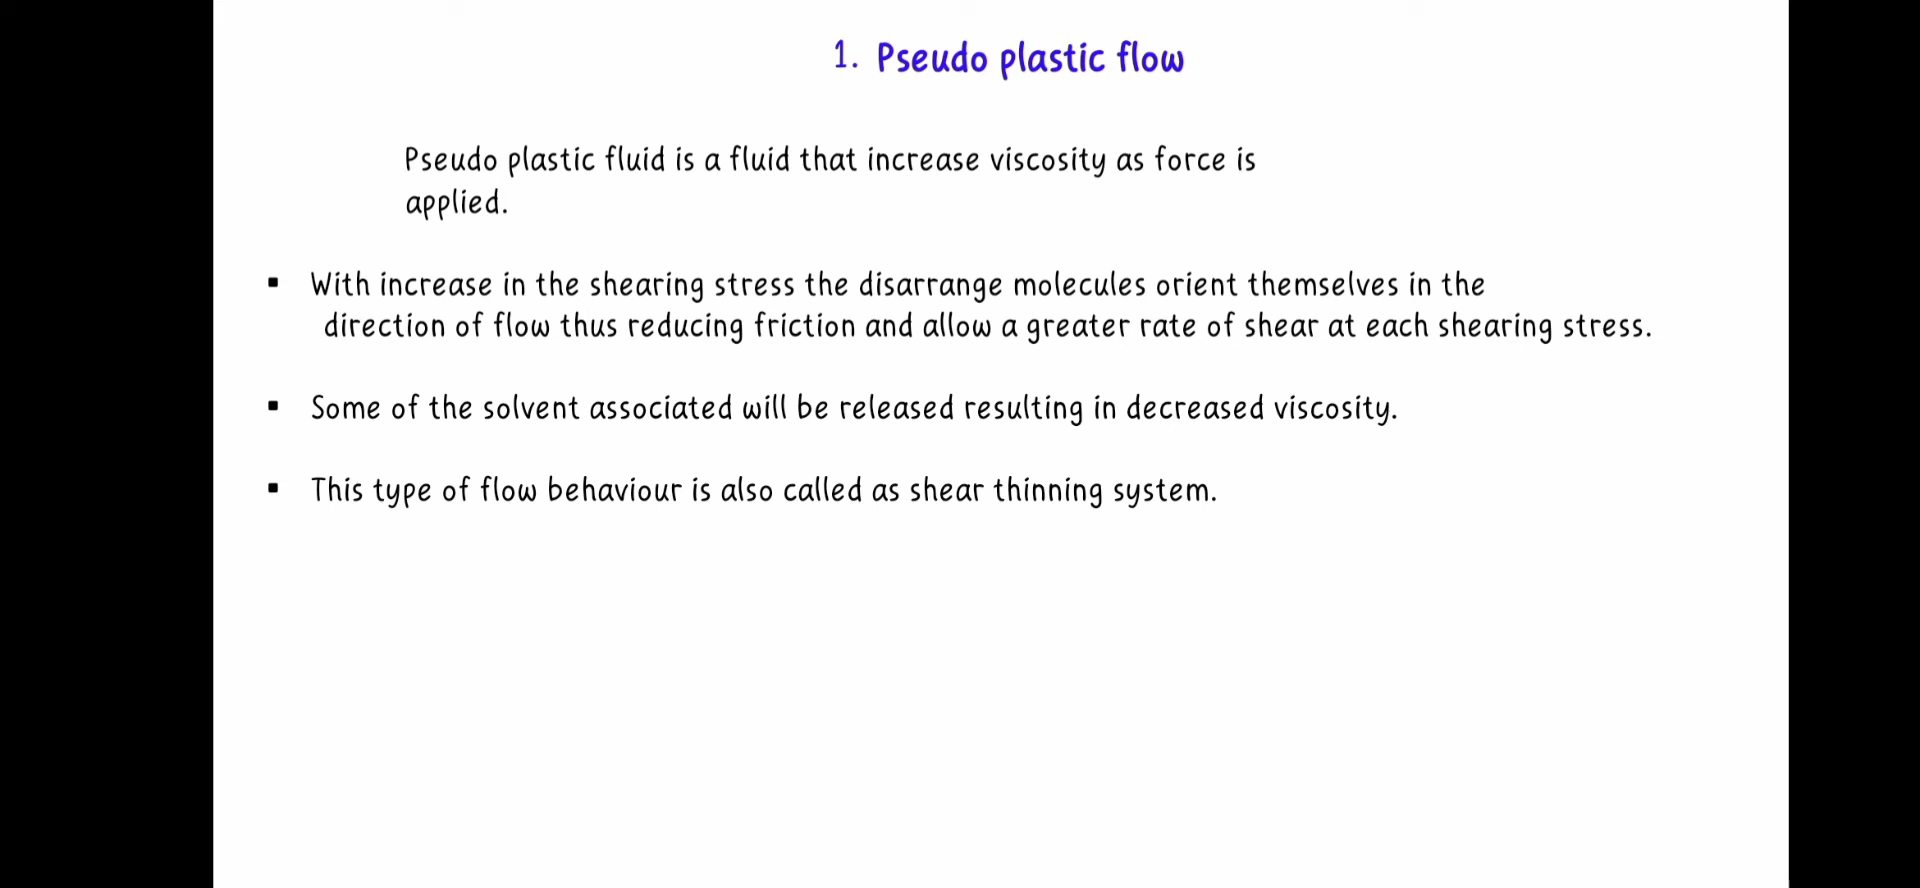 1. Pseudo plastic flow
Pseudo plastic fluid is a fluid that increase viscosity as force is
applied.
▪ With increase in the shearing stress the disarrange molecules orient themselves in the
direction of flow thus reducing friction and allow a greater rate of shear at each shearing stress.
▪ Some of the solvent associated will be released resulting in decreased viscosity.
▪ This type of flow behaviour is also called as shear thinning system.